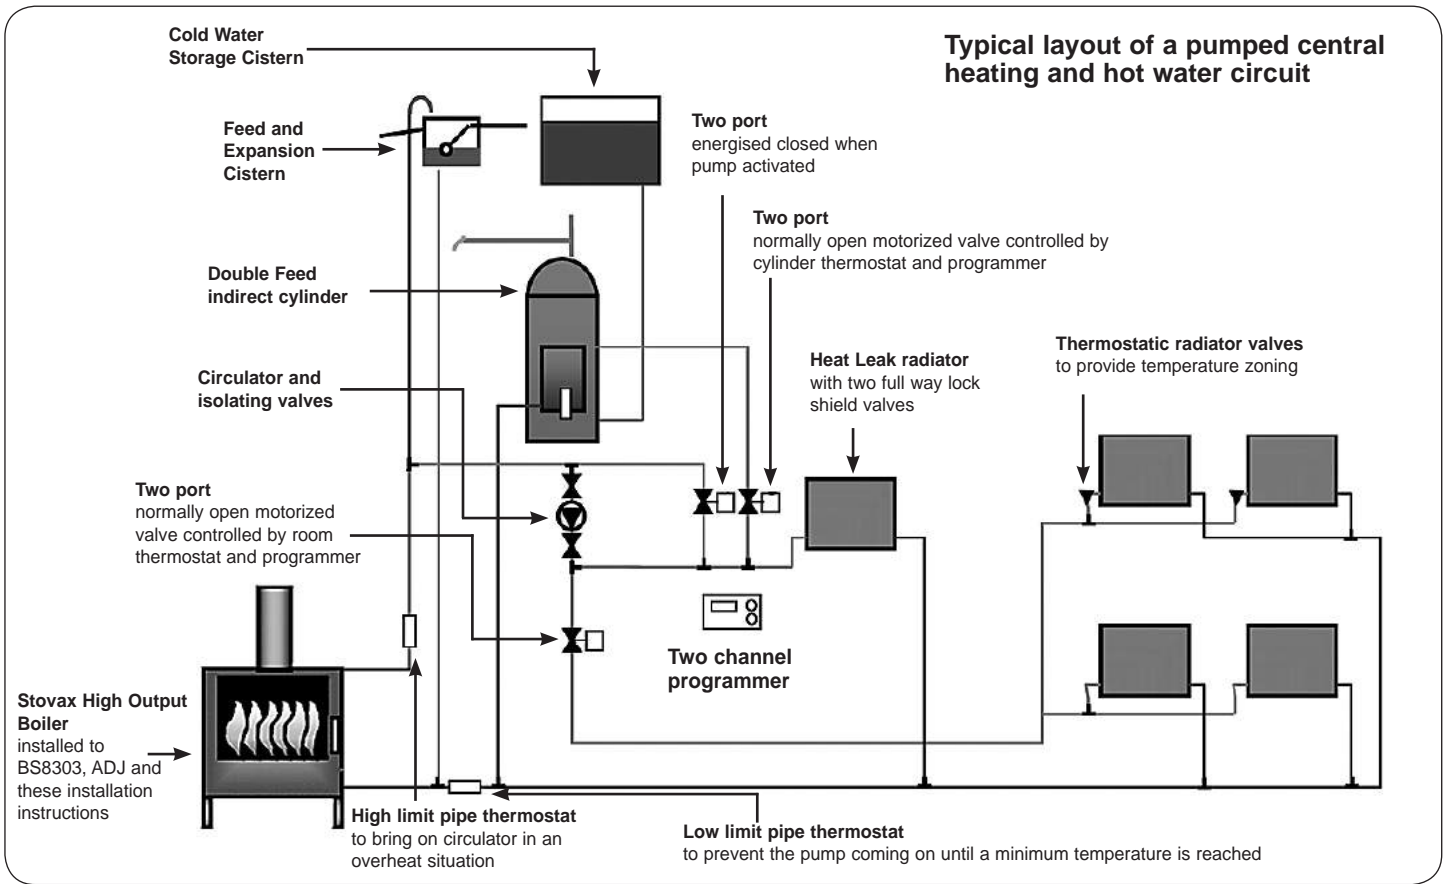 Typical layout of a pumped central
heating and hot water circuit
Cold Water
Storage Cistern
Feed and
Expansion
Cistern
Two port
energised closed when
pump activated
Two port
normally open motorized valve controlled by
cylinder thermostat and programmer
Double Feed
indirect cylinder
Circulator and
isolating valves
Heat Leak radiator
with two full way lock
shield valves
Thermostatic radiator valves
to provide temperature zoning
Two port
normally open motorized
valve controlled by room
thermostat and programmer
Two channel
programmer
Stovax High Output
Boiler
installed to
BS8303, ADJ and
these installation
instructions
High limit pipe thermostat
to bring on circulator in an
overheat situation
Low limit pipe thermostat
to prevent the pump coming on until a minimum temperature is reached